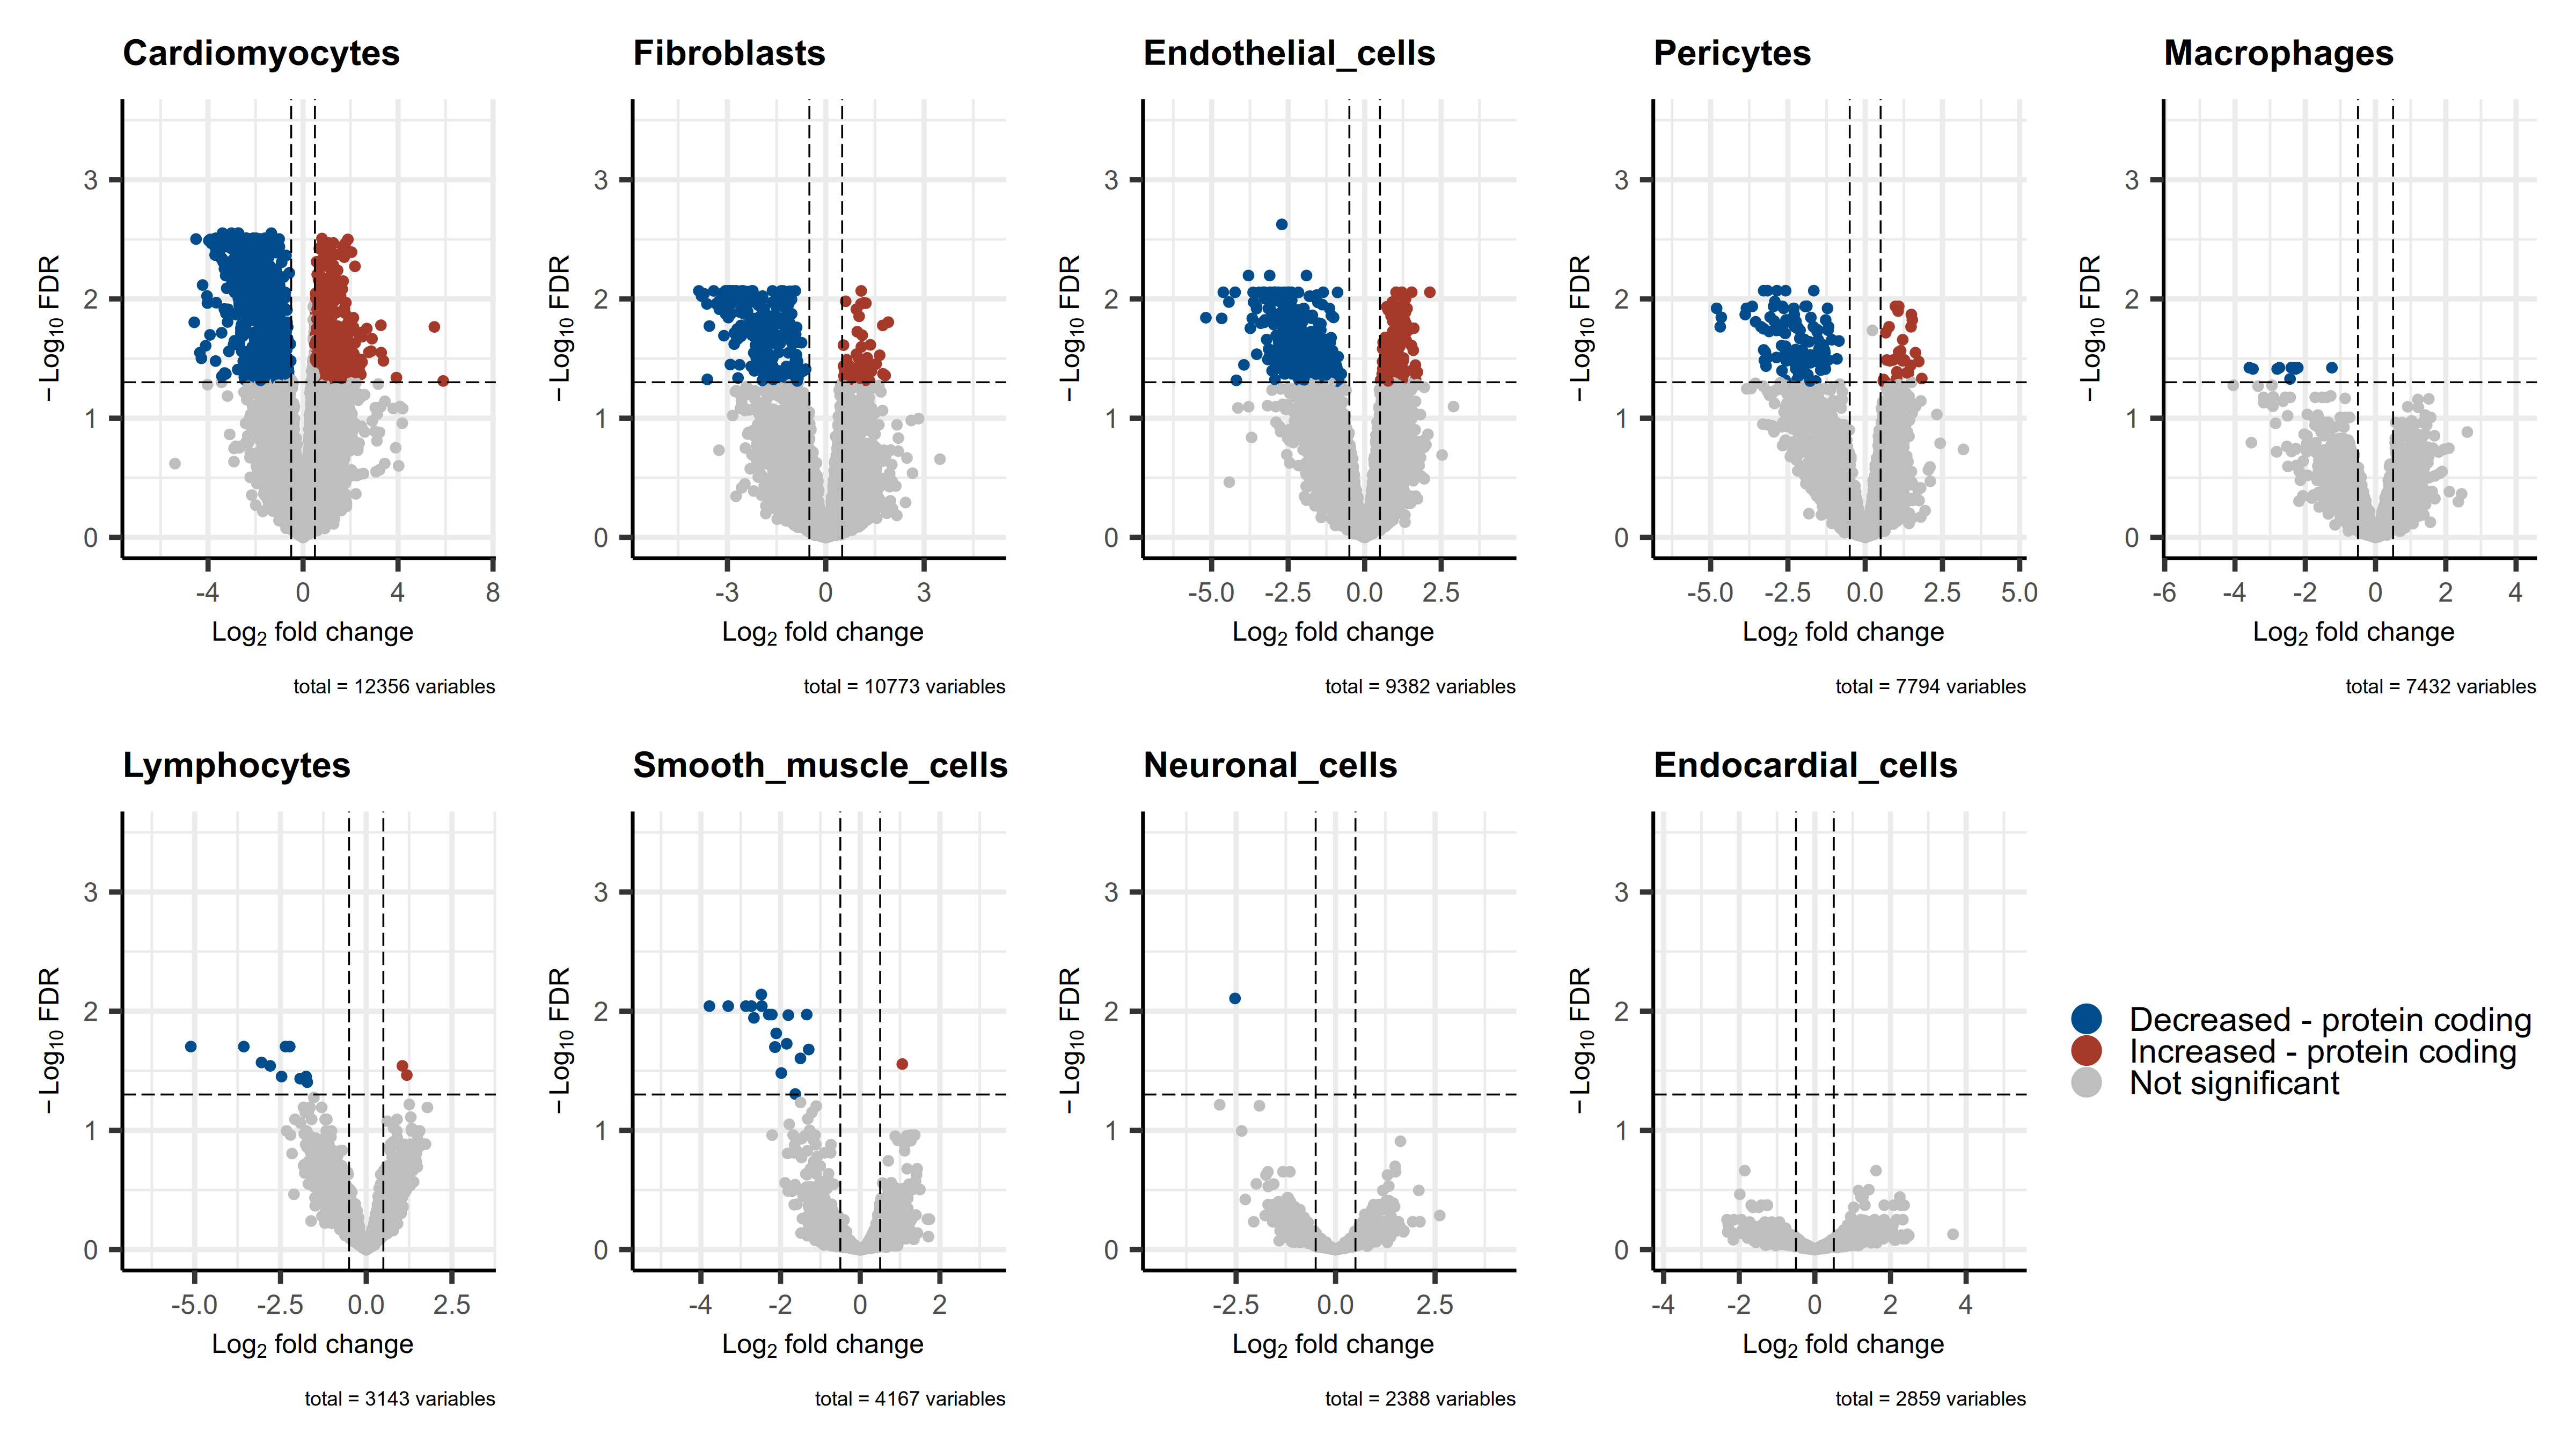 Cardiomyocytes
− Log10 FDR
3
2
1
0
-4 0 4 8
Log2 fold change
total = 12356 variables
Fibroblasts
− Log10 FDR
3
2
1
0
-3 0 3
Log2 fold change
total = 10773 variables
Endothelial_cells
− Log10 FDR
3
2
1
0
-5.0 -2.5 0.0 2.5
Log2 fold change
total = 9382 variables
Pericytes
− Log10 FDR
3
2
1
0
-5.0 -2.5 0.0 2.5 5.0
Log2 fold change
total = 7794 variables
Macrophages
− Log10 FDR
3
2
1
0
-6 -4 -2 0 2 4
Log2 fold change
total = 7432 variables
Lymphocytes
− Log10 FDR
3
2
1
0
-5.0 -2.5 0.0 2.5
Log2 fold change
total = 3143 variables
Smooth_muscle_cells
− Log10 FDR
3
2
1
0
-4 -2 0 2
Log2 fold change
total = 4167 variables
Neuronal_cells
− Log10 FDR
3
2
1
0
-2.5 0.0 2.5
Log2 fold change
total = 2388 variables
Endocardial_cells
− Log10 FDR
3
2
1
0
-4 -2 0 2 4
Log2 fold change
total = 2859 variables
Decreased - protein coding
Increased - protein coding
Not significant